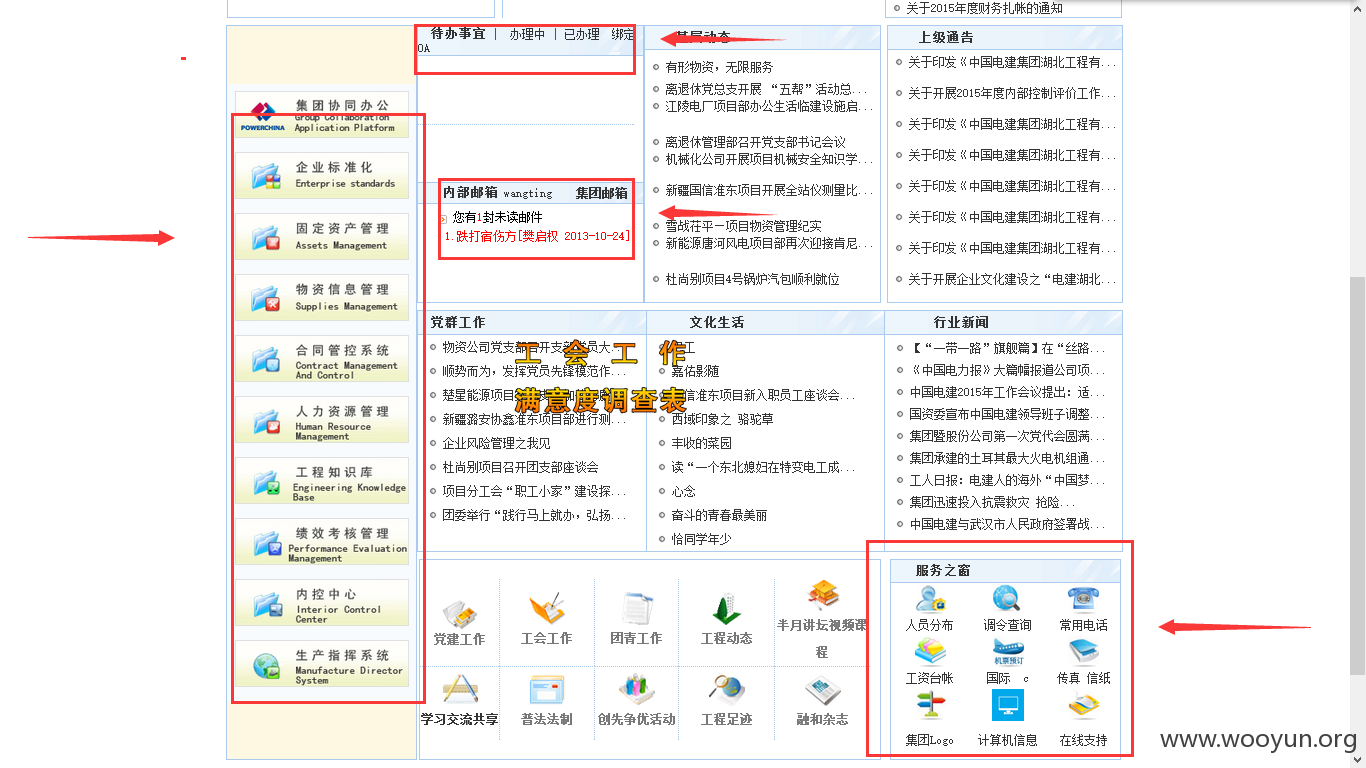 关于2015年度财务扎帐的通知
待办事宜 | 办理中 | 已办理 绑定
OA
基层动态
有形物资，无限服务
离退休党总支开展 “五帮”活动总...
江陵电厂项目部办公生活临建设施启...
离退休管理部召开党支部书记会议
机械化公司开展项目机械安全知识学...
新疆国信准东项目开展全站仪测量比...
雪战茌平一项目物资管理纪实
新能源唐河风电项目部再次迎接肯尼...
杜尚别项目4号锅炉汽包顺利就位
上级通告
关于印发《中国电建集团湖北工程有...
关于开展2015年度内部控制评价工作...
关于印发《中国电建集团湖北工程有...
关于印发《中国电建集团湖北工程有...
关于印发《中国电建集团湖北工程有...
关于印发《中国电建集团湖北工程有...
关于印发《中国电建集团湖北工程有...
关于开展企业文化建设之“电建湖北...
POWERCHINA
集团协同办公
Group Collaboration
Application Platform
企业标准化
Enterprise standards
固定资产管理
Assets Management
物资信息管理
Supplies Management
合同管控系统
Contract Management
And Control
人力资源管理
Human Resource
Management
工程知识库
Engineering Knowledge
Base
绩效考核管理
Performance Evaluation
Management
内控中心
Interior Control
Center
生产指挥系统
Manufacture Director
System
内部邮箱 wangting 集团邮箱
您有1封未读邮件
1.跌打宿伤方[樊启权 2013-10-24]
党群工作
物资公司党支部召开支部党员大...
顺势而为，发挥党员先锋模范作...
楚星能源项目
新疆潞安协鑫准东项目部进行测...
企业风险管理之我见
杜尚别项目召开团支部座谈会
项目分工会“职工小家”建设探...
团委举行“践行马上就办，弘扬...
工会工作
满意度调查表
文化生活
工
嘉佑影随
信准东项目新入职员工座谈会...
西域印象之 骆驼草
丰收的菜园
读“一个东北媳妇在特变电工成...
心念
奋斗的青春最美丽
恰同学年少
行业新闻
【“一带一路”旗舰篇】在“丝路...
《中国电力报》大篇幅报道公司项...
中国电建2015年工作会议提出：适...
国资委宣布中国电建领导班子调整...
集团暨股份公司第一次党代会圆满...
集团承建的土耳其最大火电机组通...
工人日报：电建人的海外“中国梦...
集团迅速投入抗震救灾 抢险...
中国电建与武汉市人民政府签署战...
党建工作
工会工作
团青工作
工程动态
半月讲坛视频课
程
学习交流共享
普法法制
创先争优活动
工程足迹
融和杂志
服务之窗
人员分布
调令查询
常用电话
工资台帐
机票预订
国际 c
传真 信纸
集团Logo
计算机信息
在线支持
www.wooyun.org